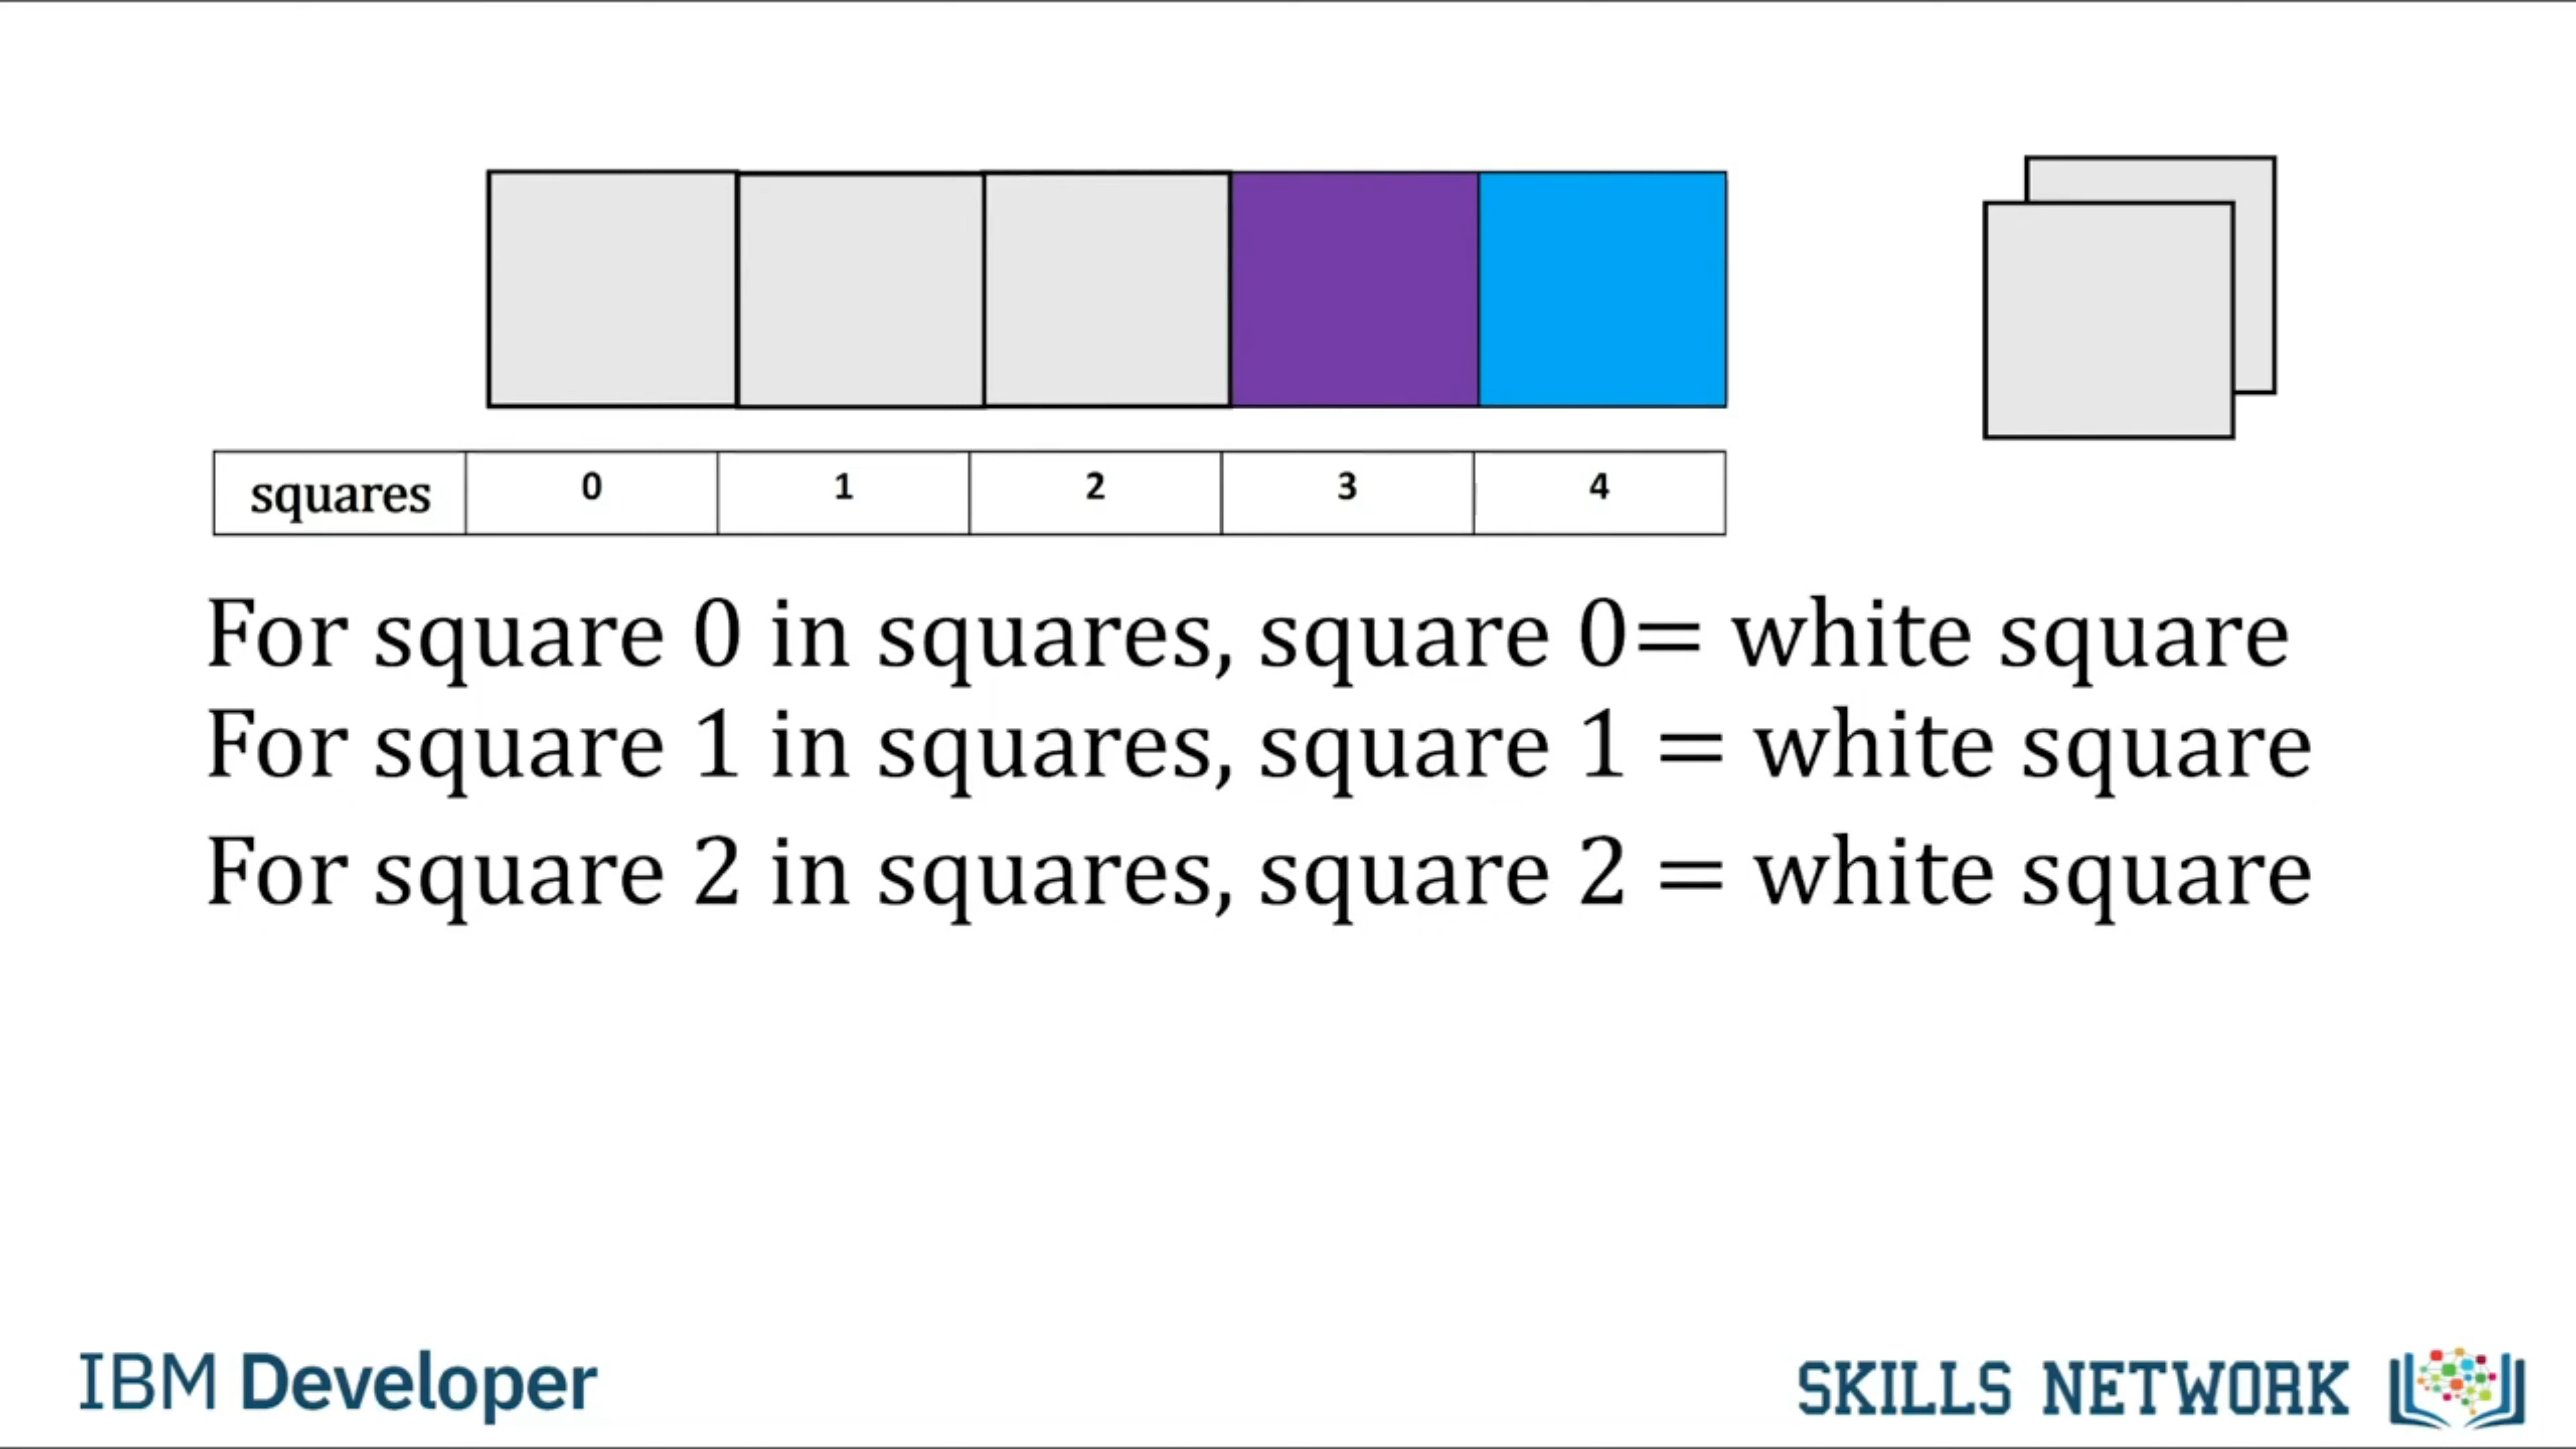 squares 0 1 2 3 4
For square 0 in squares, square 0= white square
For square 1 in squares, square 1 = white square
For square 2 in squares, square 2 = white square
IBM Developer
SKILLS NETWORK